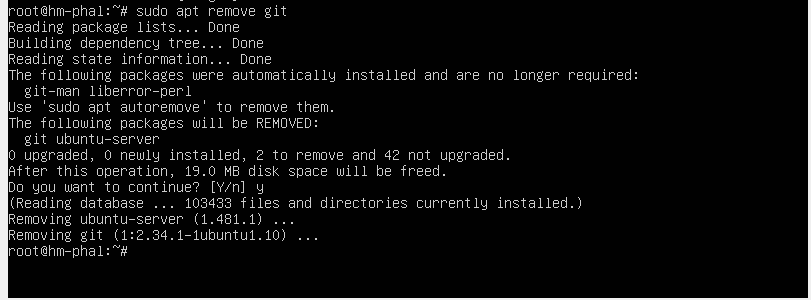 root@hm-phal:~# sudo apt remove git
Reading package lists... Done
Building dependency tree... Done
Reading state information... Done
The following packages were automatically installed and are no longer required:
  git-man liberror-perl
Use 'sudo apt autoremove' to remove them.
The following packages will be REMOVED:
  git ubuntu-server
0 upgraded, 0 newly installed, 2 to remove and 42 not upgraded.
After this operation, 19.0 MB disk space will be freed.
Do you want to continue? [Y/n] y
(Reading database ... 103433 files and directories currently installed.)
Removing ubuntu-server (1.481.1) ...
Removing git (1:2.34.1-1ubuntu1.10) ...
root@hm-phal:~#